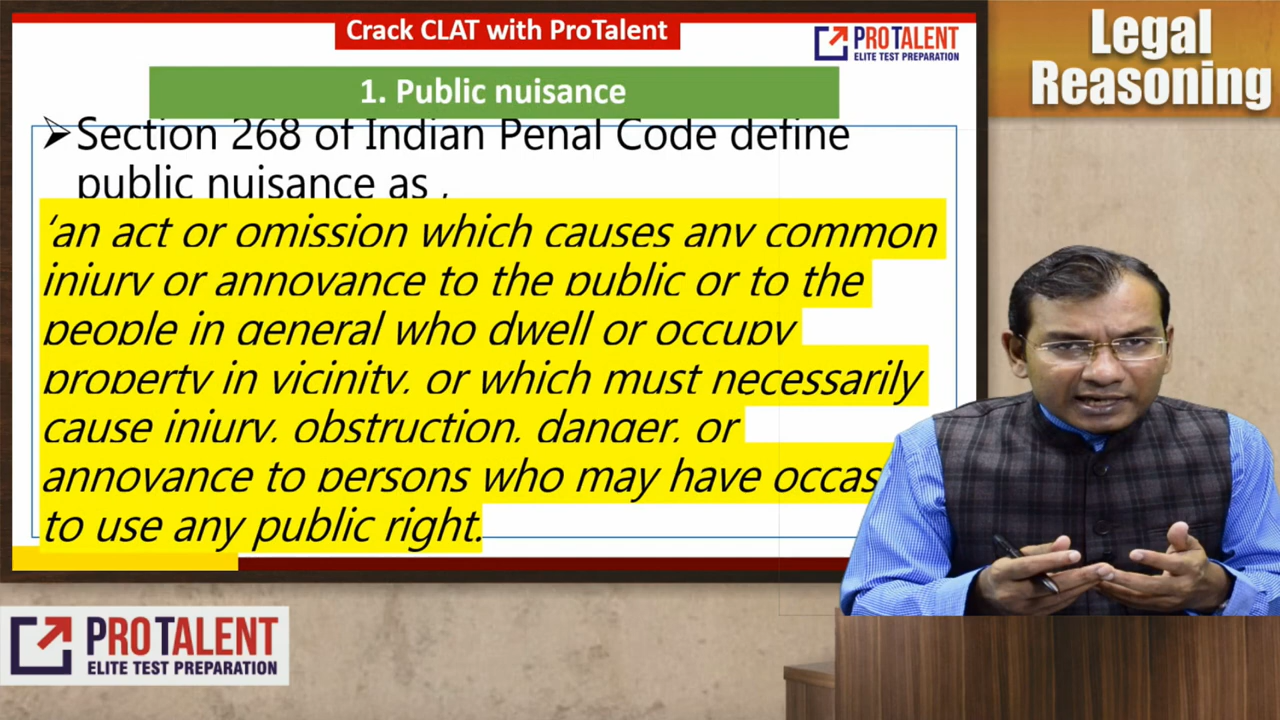 Crack CLAT with ProTalent
PROTALENT
ELITE TEST PREPARATION
Legal
Reasoning
1. Public nuisance
➢Section 268 of Indian Penal Code define
public nuisance as ,
‘an act or omission which causes any common
injury or annoyance to the public or to the
people in general who dwell or occupy
property in vicinity, or which must necessarily
cause injury, obstruction, danger, or
annoyance to persons who may have occas
to use any public right.
PROTALENT
ELITE TEST PREPARATION